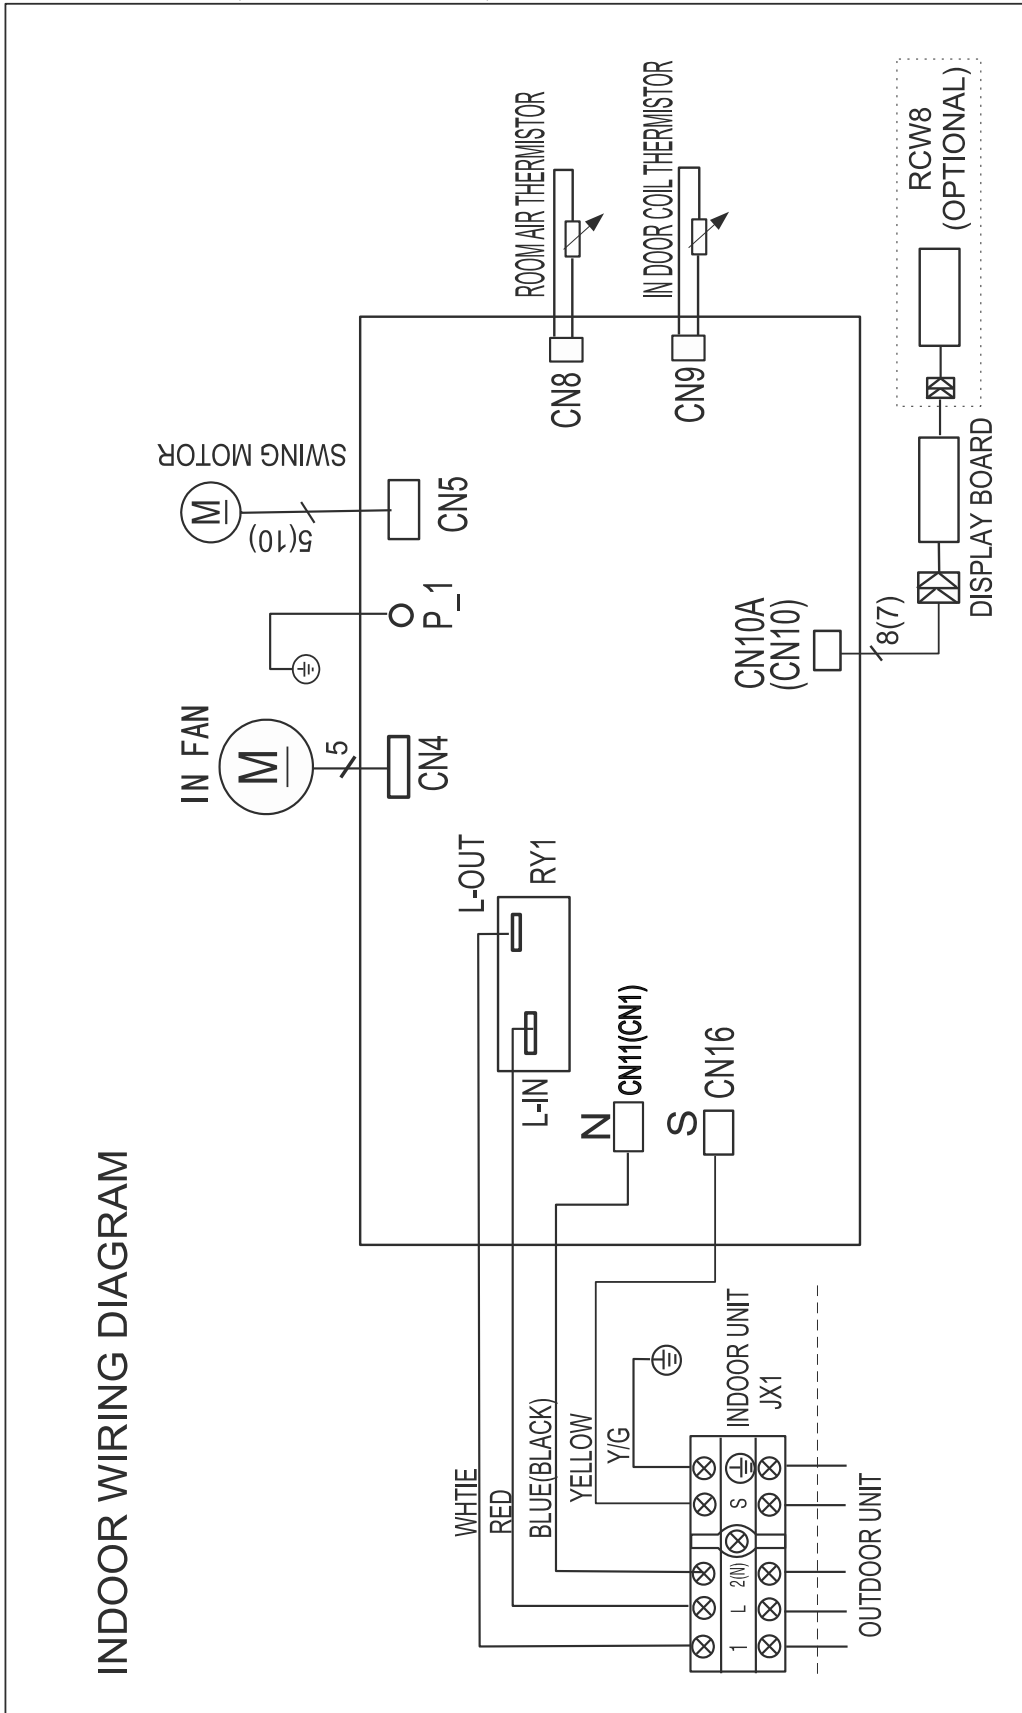 INDOOR WIRING DIAGRAM
IN FAN
M
5
CN4
P_1
SWING MOTOR
M
5(10)
CN5
ROOM AIR THERMISTOR
CN8
IN DOOR COIL THERMISTOR
CN9
RCW8
(OPTIONAL)
DISPLAY BOARD
8(7)
CN10A
(CN10)
L-OUT
RY1
L-IN
N
CN11(CN1)
S
CN16
WHTIE
RED
BLUE(BLACK)
YELLOW
Y/G
INDOOR UNIT
JX1
1
L
2(N)
S
OUTDOOR UNIT